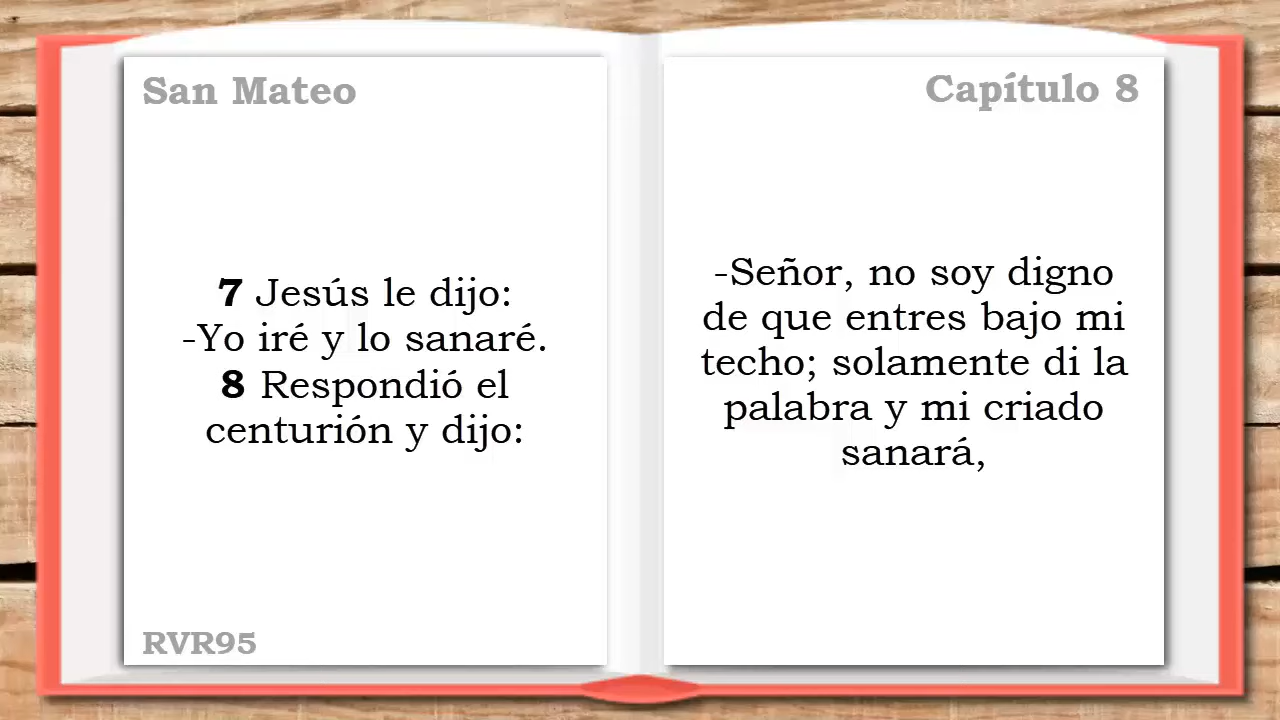 San Mateo
7 Jesús le dijo:
-Yo iré y lo sanaré.
8 Respondió el
centurión y dijo:
RVR95
Capítulo 8
-Señor, no soy digno
de que entres bajo mi
techo; solamente di la
palabra y mi criado
sanará,